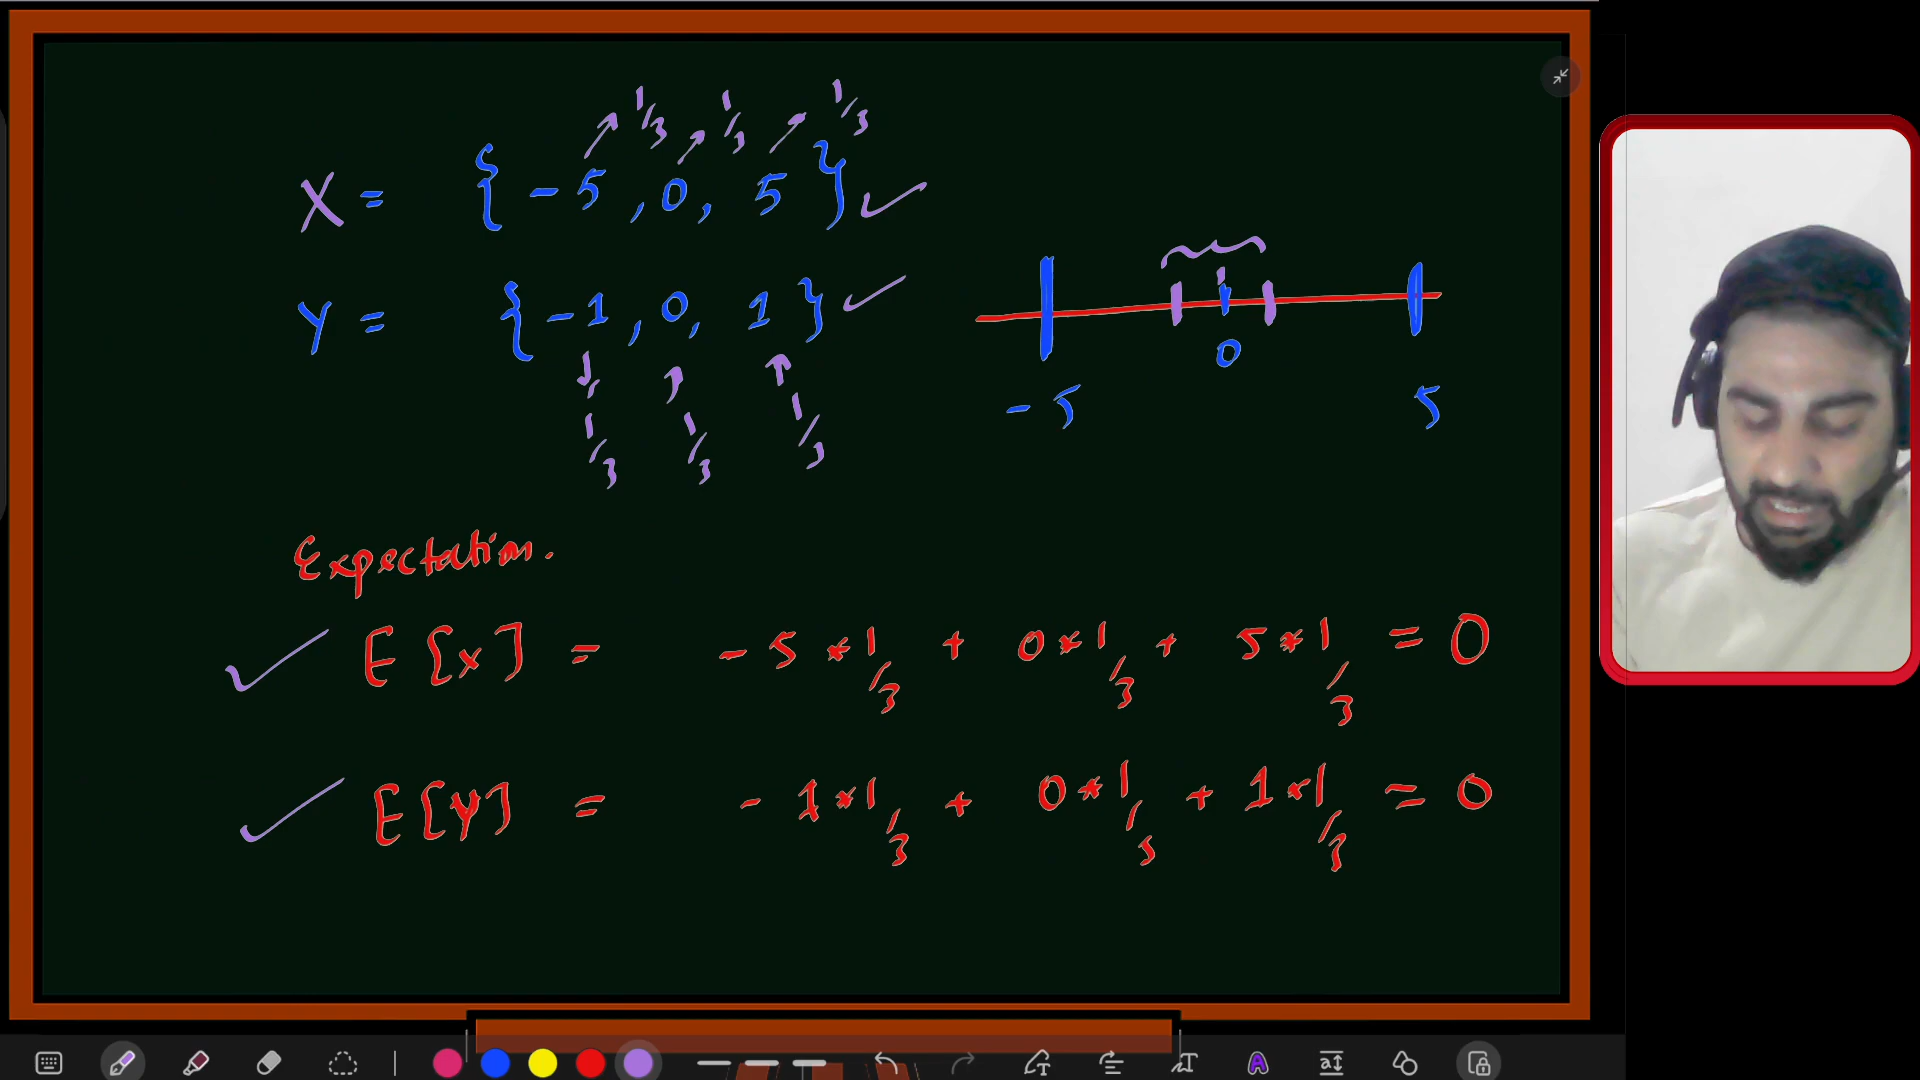 1/3 1/3 1/3
X = { -5, 0, 5 }
Y = { -1, 0, 1 }
1/3 1/3 1/3
0
-5 5
Expectation.
E[x] = -5*1/3 + 0*1/3 + 5*1/3 = 0
E[y] = -1*1/3 + 0*1/3 + 1*1/3 = 0